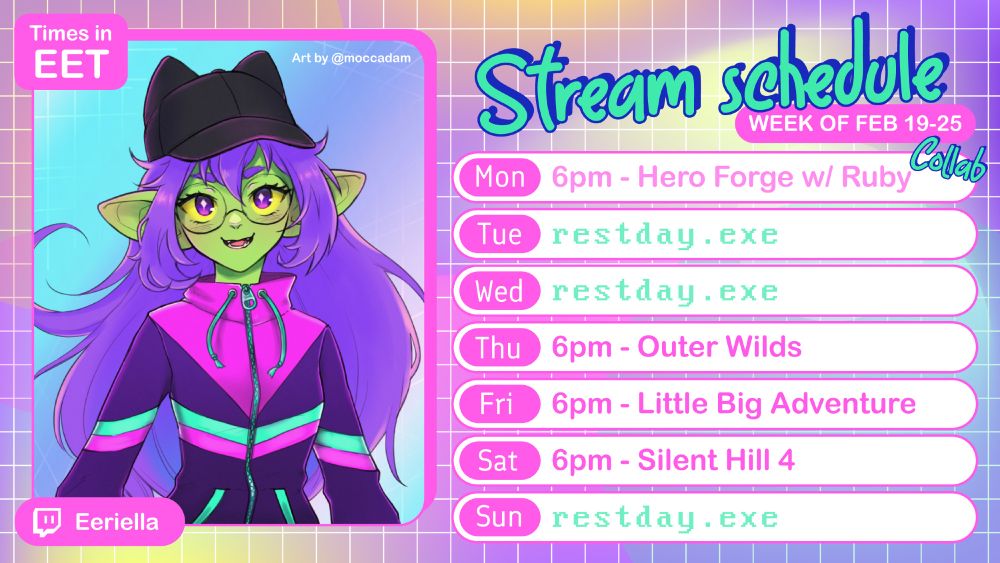 Times in
EET
Art by @moccadam
Stream schedule
WEEK OF FEB 19-25
Collab
Mon 6pm - Hero Forge w/ Ruby
Tue restday.exe
Wed restday.exe
Thu 6pm - Outer Wilds
Fri 6pm - Little Big Adventure
Sat 6pm - Silent Hill 4
Sun restday.exe
Eeriella